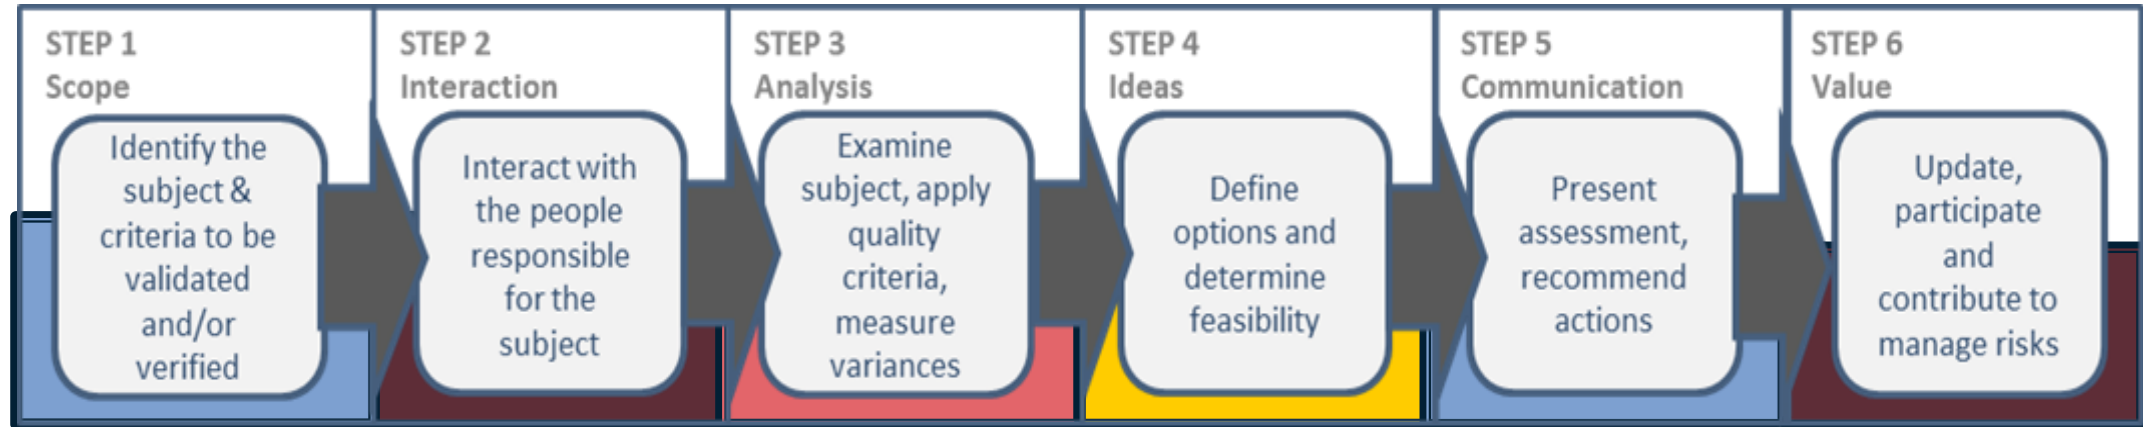 STEP 1
Scope
Identify the
subject &
criteria to be
validated
and/or
verified
STEP 2
Interaction
Interact with
the people
responsible
for the
subject
STEP 3
Analysis
Examine
subject, apply
quality
criteria,
measure
variances
STEP 4
Ideas
Define
options and
determine
feasibility
STEP 5
Communication
Present
assessment,
recommend
actions
STEP 6
Value
Update,
participate
and
contribute to
manage risks